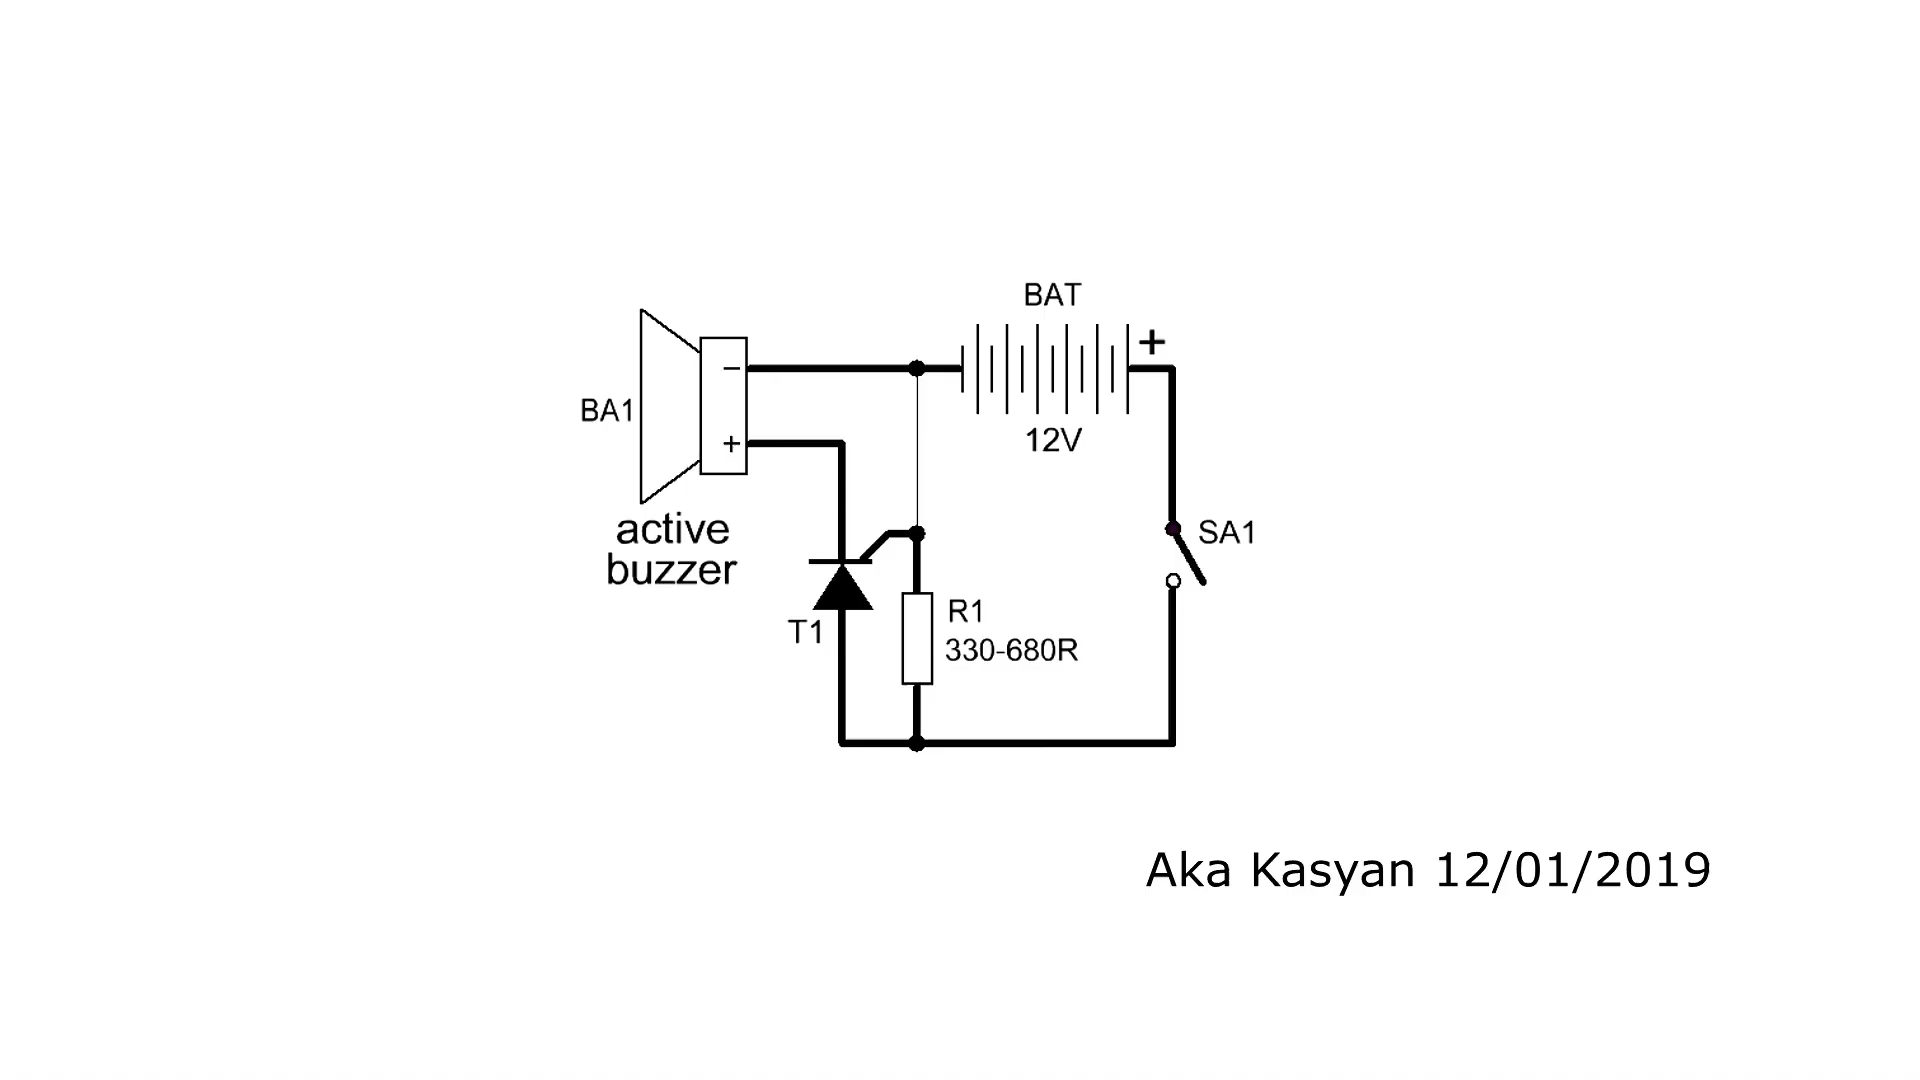 BAT
+
12V
−
+
BA1
active
buzzer
SA1
T1
R1
330-680R
Aka Kasyan 12/01/2019